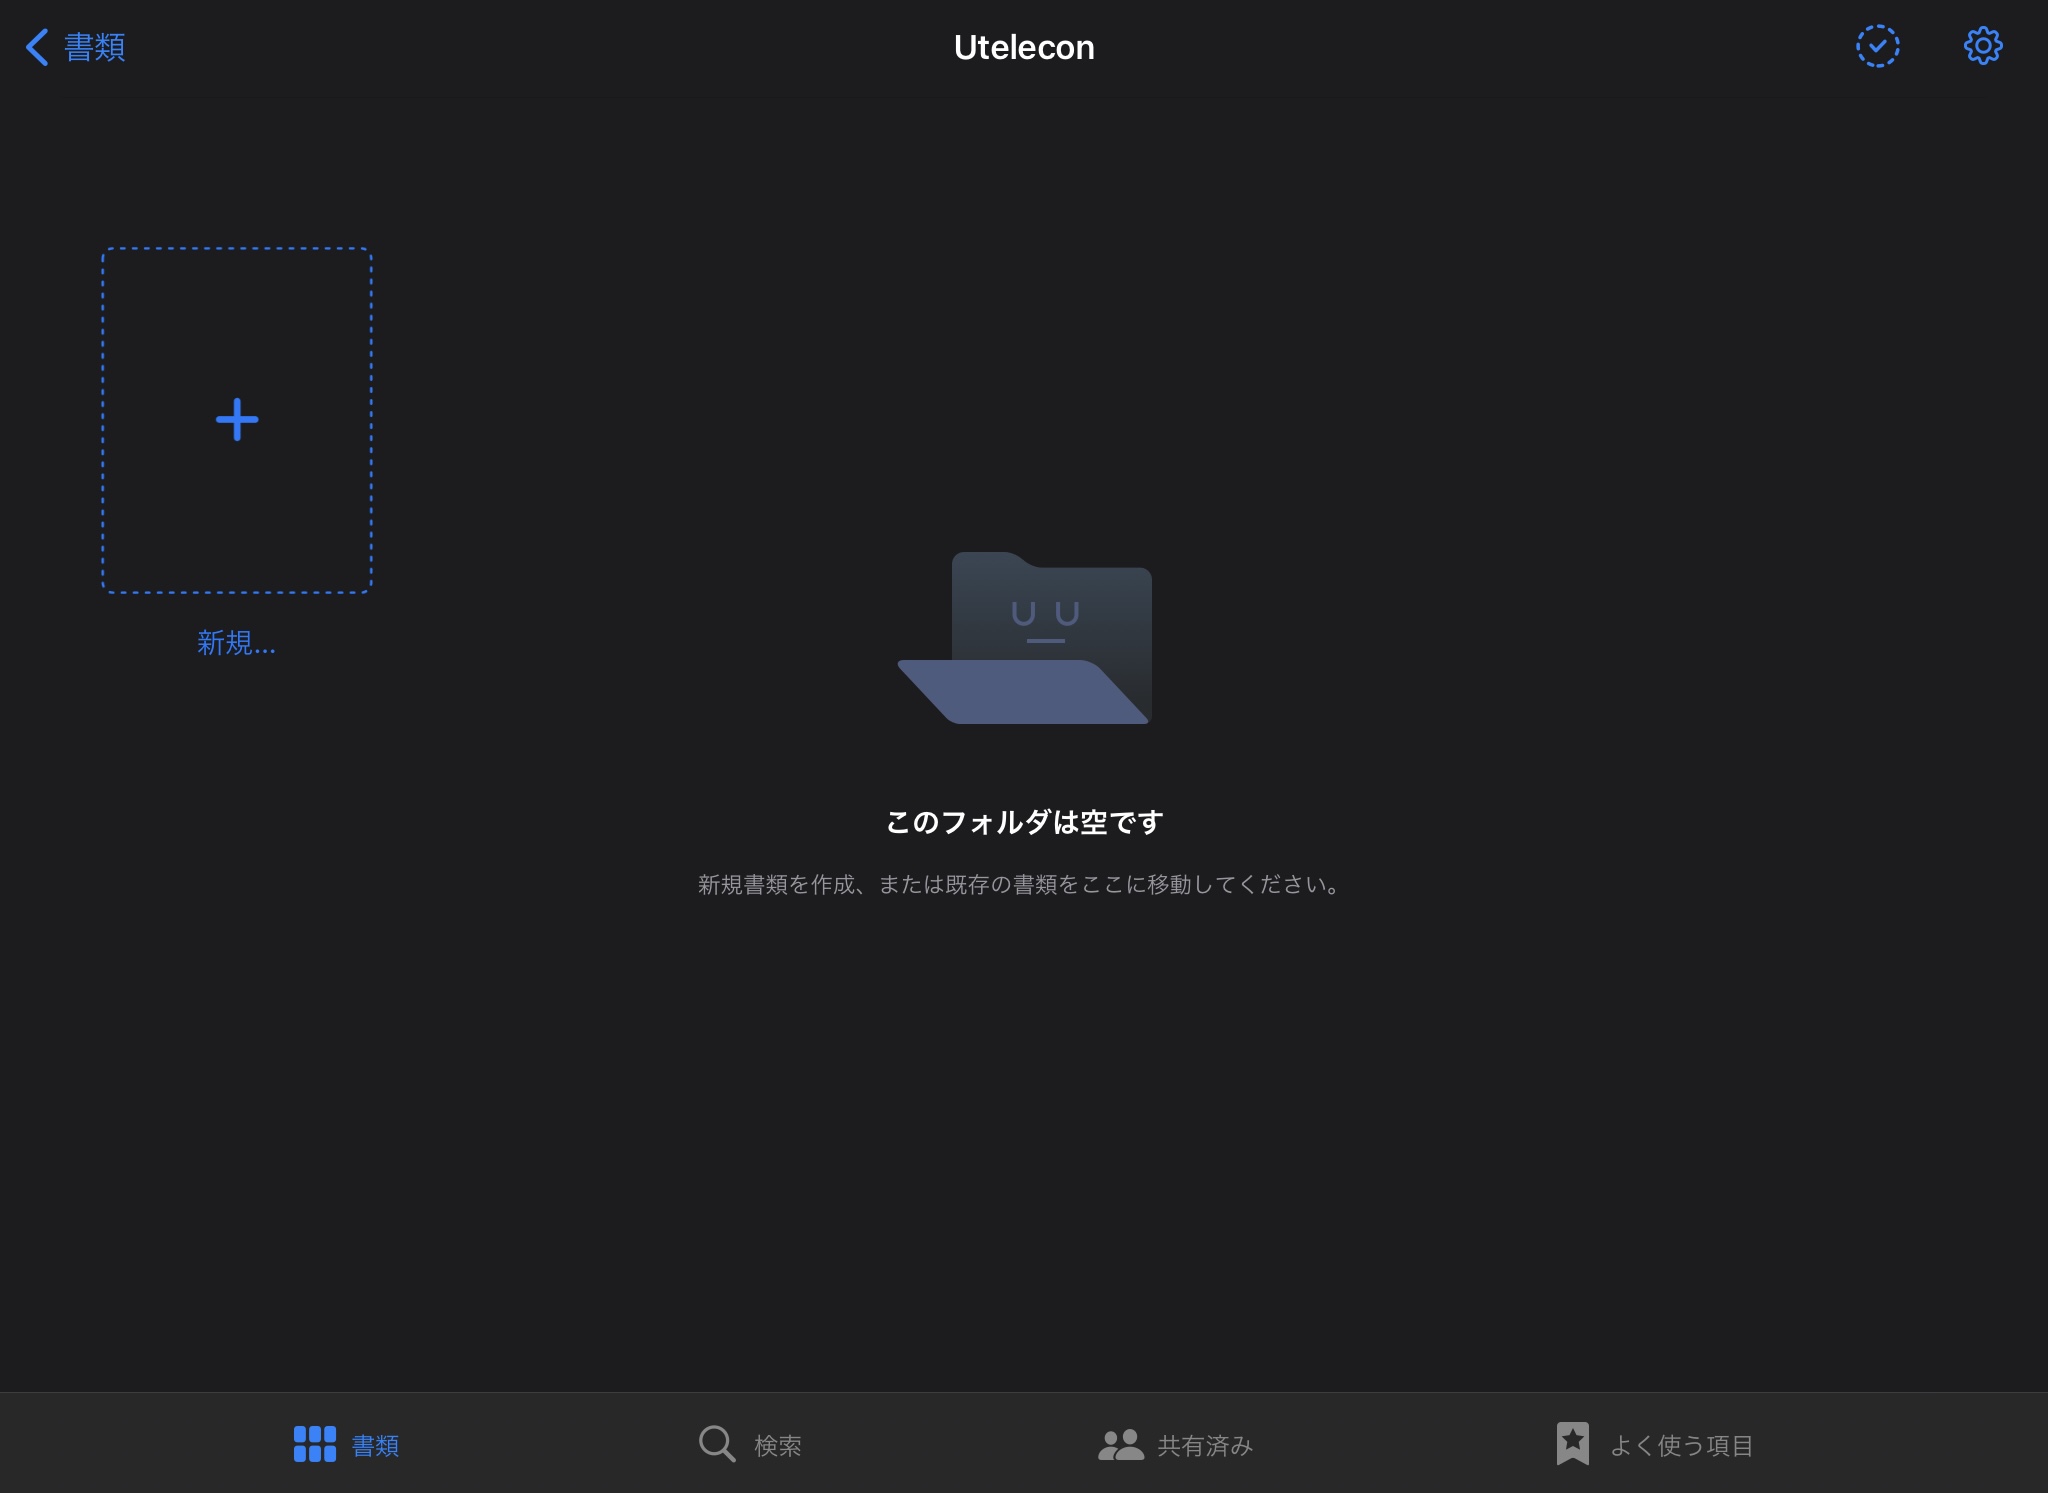 書類
Utelecon
新規...
このフォルダは空です
新規書類を作成、または既存の書類をここに移動してください。
書類
検索
共有済み
よく使う項目